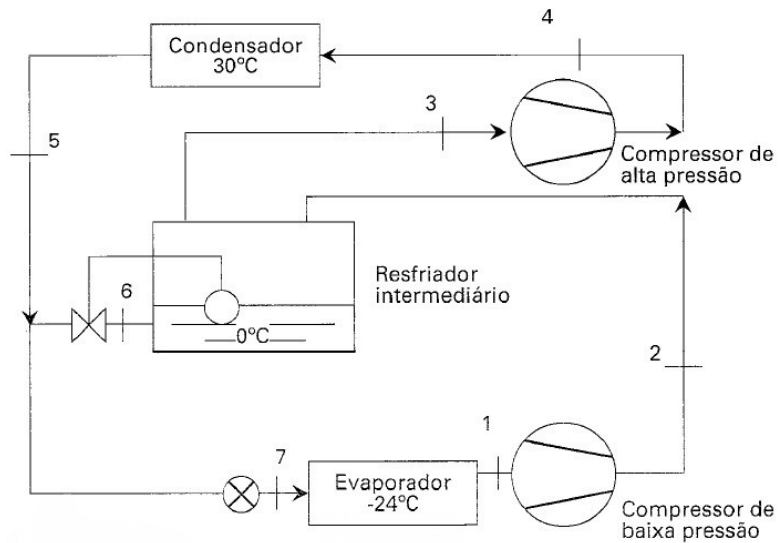 4
Condensador
30°C
3
5
Compressor de
alta pressão
Resfriador
intermediário
6
0°C
2
1
7
Evaporador
-24°C
Compressor de
baixa pressão